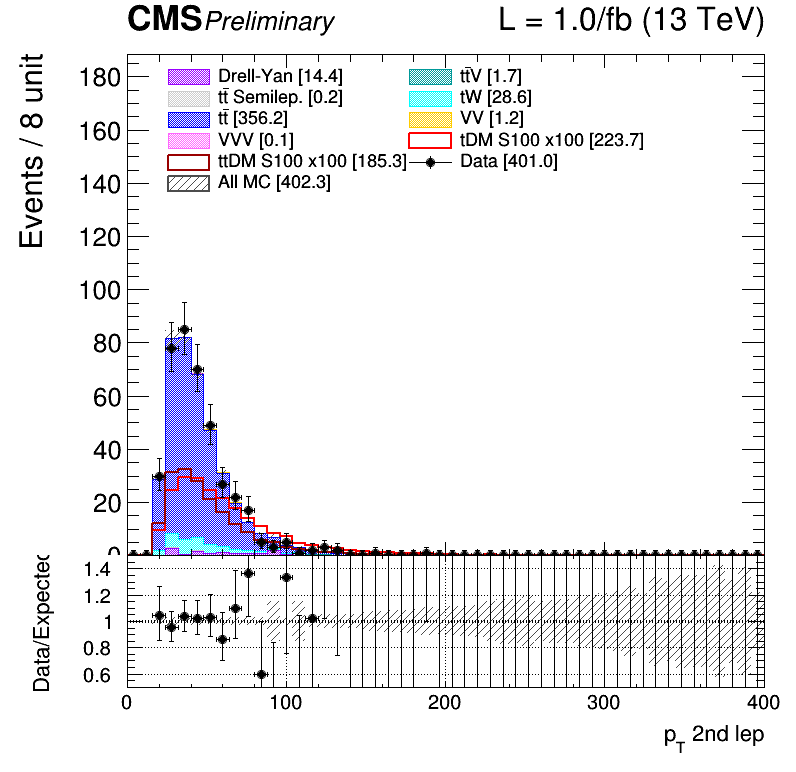 CMS Preliminary L = 1.0/fb (13 TeV)
Events / 8 unit
180
160
140
120
100
80
60
40
20
0
Drell-Yan [14.4]
tt̄ Semilep. [0.2]
tt̄ [356.2]
VVV [0.1]
ttDM S100 x100 [185.3]
All MC [402.3]
tt̄V [1.7]
tW [28.6]
VV [1.2]
tDM S100 x100 [223.7]
Data [401.0]
Data/Expected
1.4
1.2
1
0.8
0.6
0 100 200 300 400
p_T 2nd lep